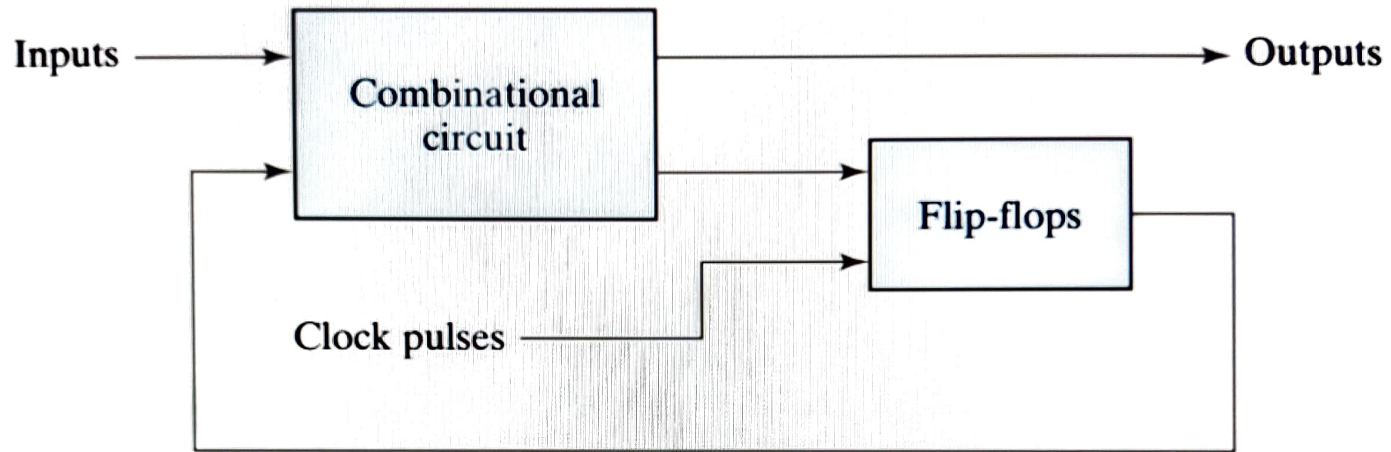 Inputs
Outputs
Combinational
circuit
Flip-flops
Clock pulses